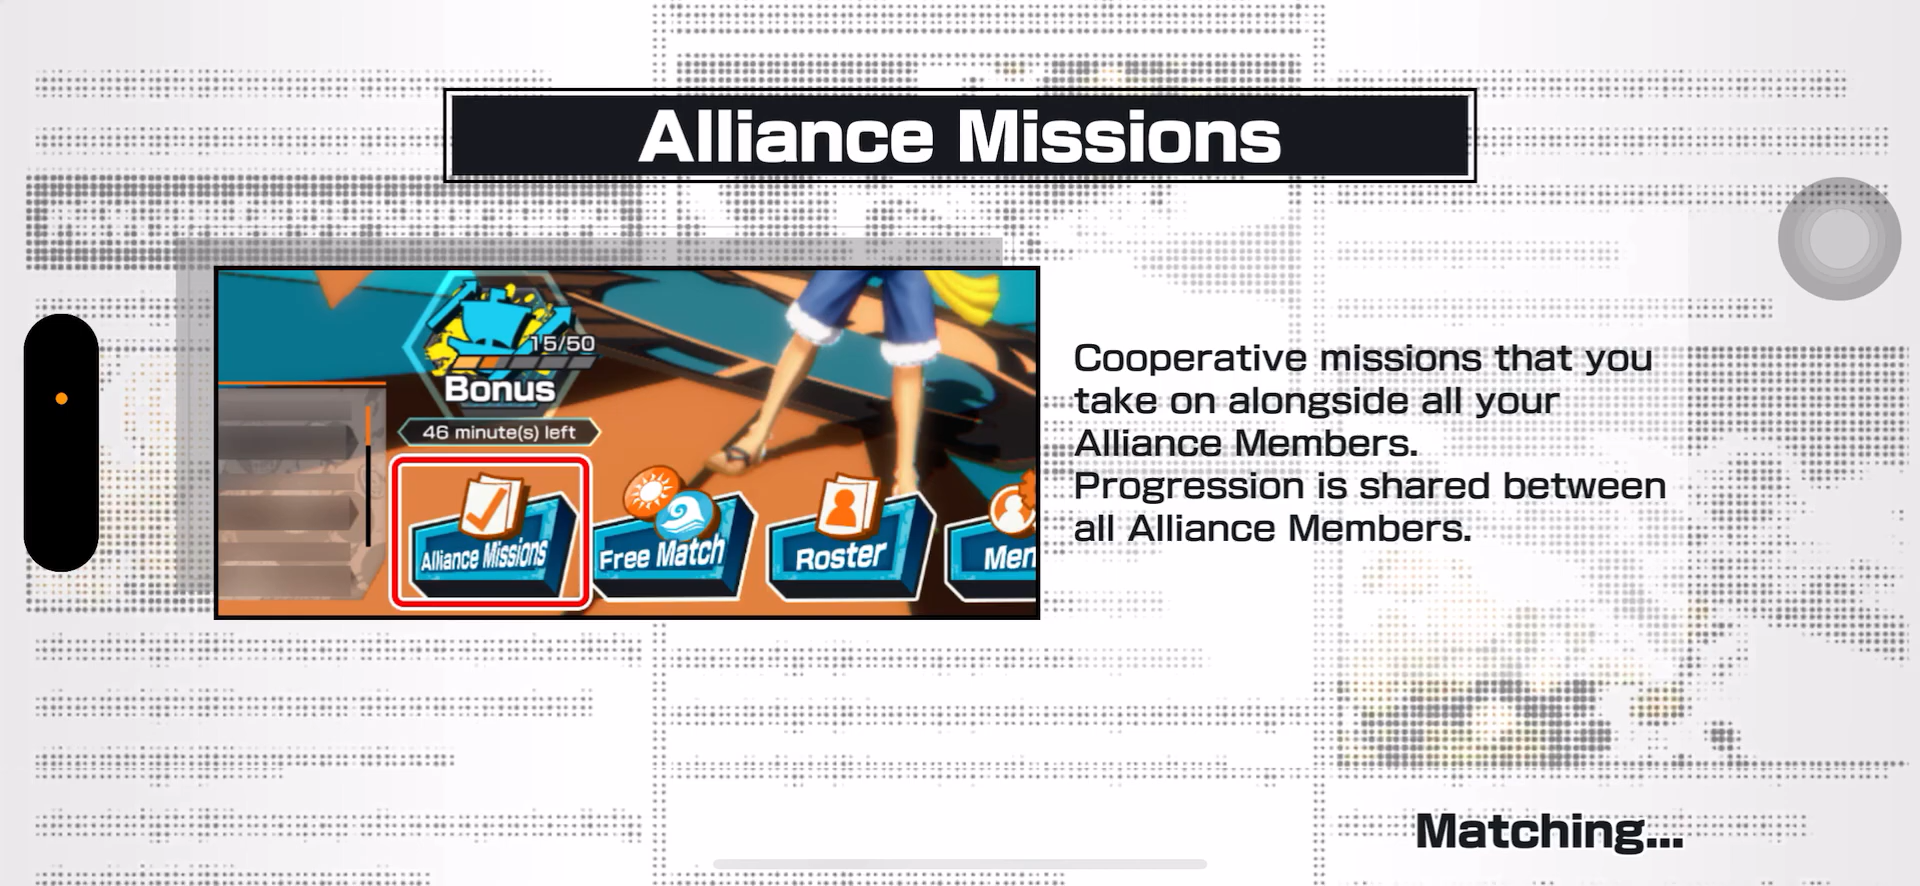 Alliance Missions
15/50
Bonus
46 minute(s) left
Alliance Missions
Free Match
Roster
Men
Cooperative missions that you
take on alongside all your
Alliance Members.
Progression is shared between
all Alliance Members.
Matching...